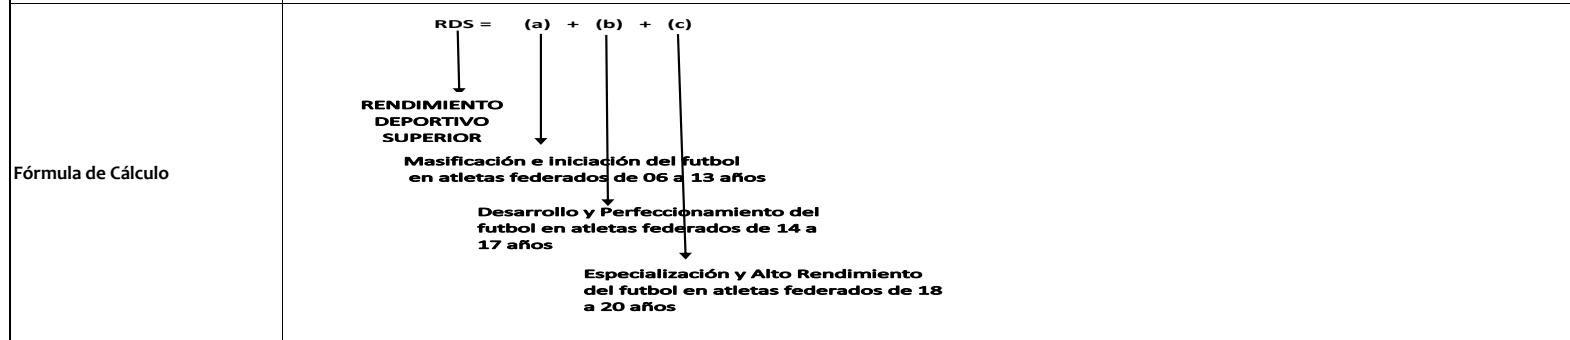 Fórmula de Cálculo
RDS = (a) + (b) + (c)
RENDIMIENTO
DEPORTIVO
SUPERIOR
Masificación e iniciación del futbol
en atletas federados de 06 a 13 años
Desarrollo y Perfeccionamiento del
futbol en atletas federados de 14 a
17 años
Especialización y Alto Rendimiento
del futbol en atletas federados de 18
a 20 años